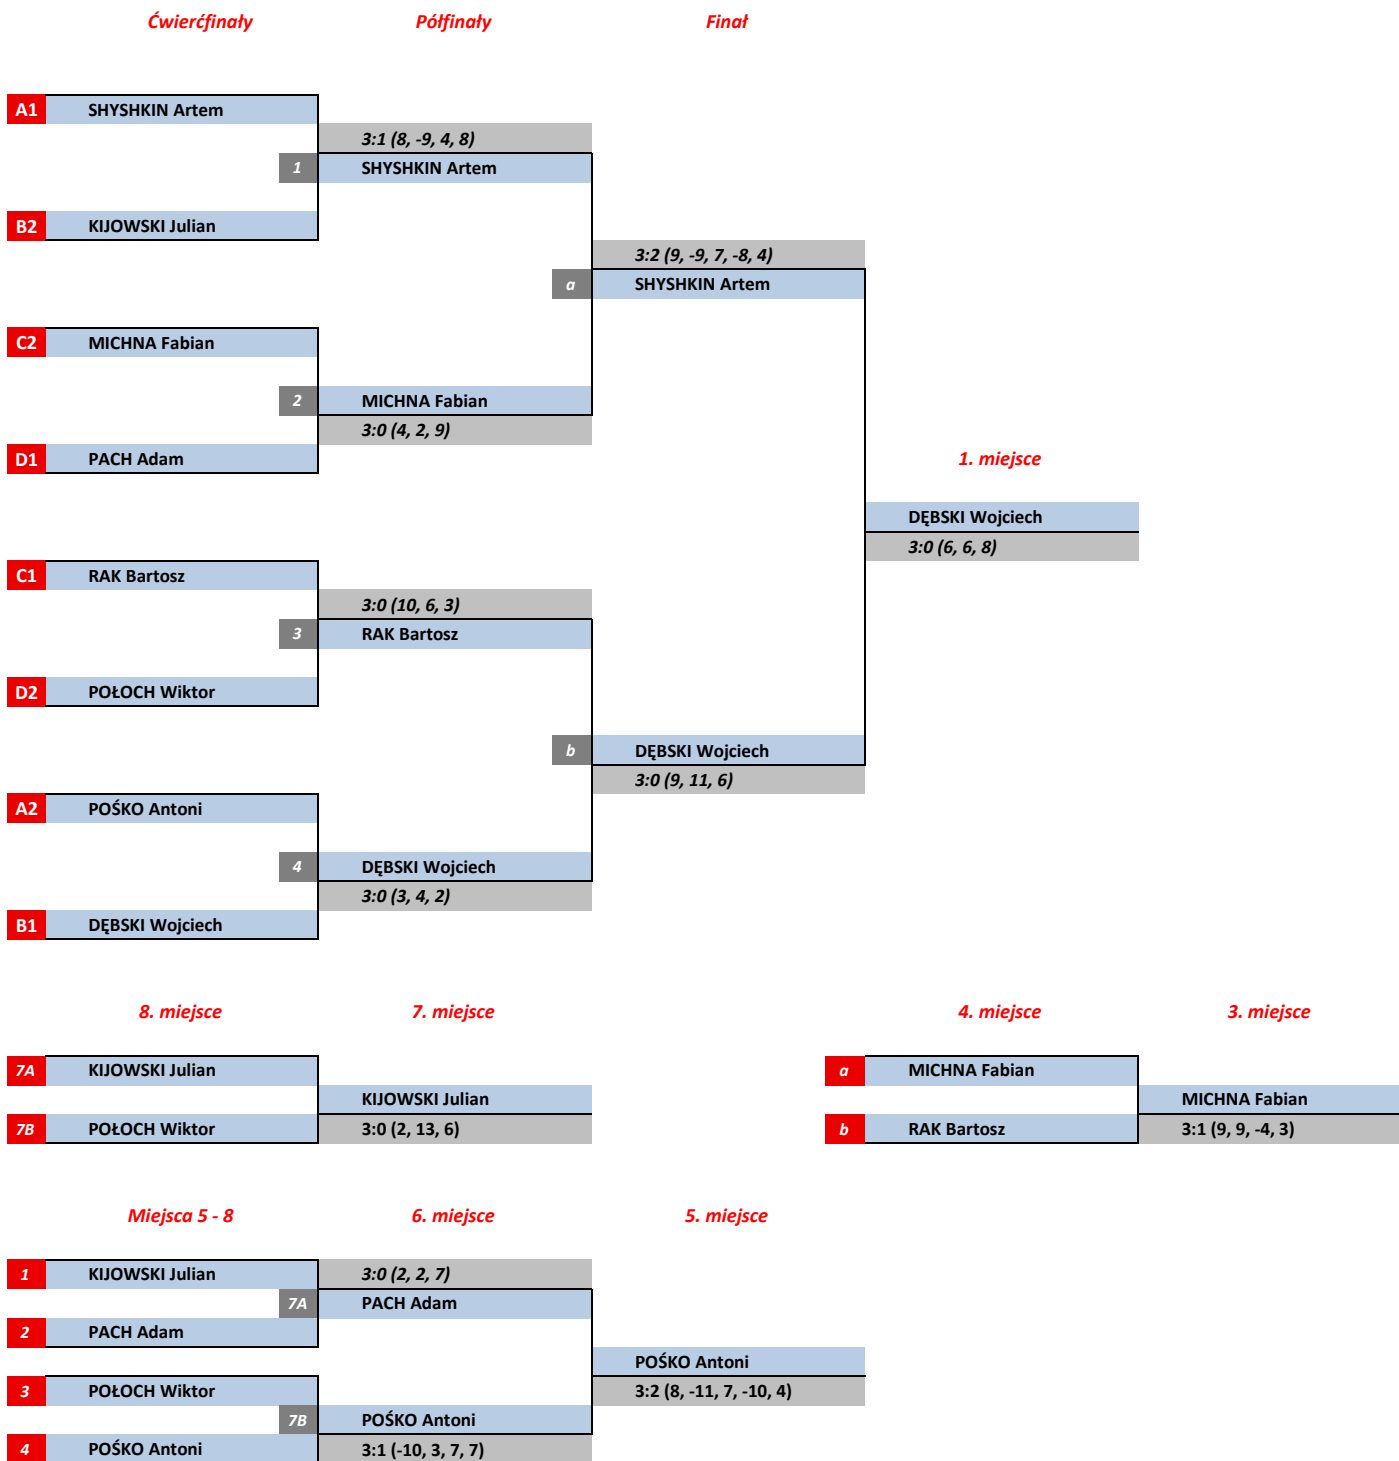 Ćwierćfinały Półfinały Finał
A1 SHYSHKIN Artem
3:1 (8, -9, 4, 8)
1 SHYSHKIN Artem
B2 KIJOWSKI Julian
3:2 (9, -9, 7, -8, 4)
a SHYSHKIN Artem
C2 MICHNA Fabian
2 MICHNA Fabian
3:0 (4, 2, 9)
D1 PACH Adam 1. miejsce
DĘBSKI Wojciech
3:0 (6, 6, 8)
C1 RAK Bartosz
3:0 (10, 6, 3)
3 RAK Bartosz
D2 POŁOCH Wiktor
b DĘBSKI Wojciech
3:0 (9, 11, 6)
A2 POŚKO Antoni
4 DĘBSKI Wojciech
3:0 (3, 4, 2)
B1 DĘBSKI Wojciech
8. miejsce 7. miejsce 4. miejsce 3. miejsce
7A KIJOWSKI Julian a MICHNA Fabian
KIJOWSKI Julian MICHNA Fabian
7B POŁOCH Wiktor 3:0 (2, 13, 6) b RAK Bartosz 3:1 (9, 9, -4, 3)
Miejsca 5 - 8 6. miejsce 5. miejsce
1 KIJOWSKI Julian 3:0 (2, 2, 7)
7A PACH Adam
2 PACH Adam
POŚKO Antoni
3 POŁOCH Wiktor 3:2 (8, -11, 7, -10, 4)
7B POŚKO Antoni
4 POŚKO Antoni 3:1 (-10, 3, 7, 7)